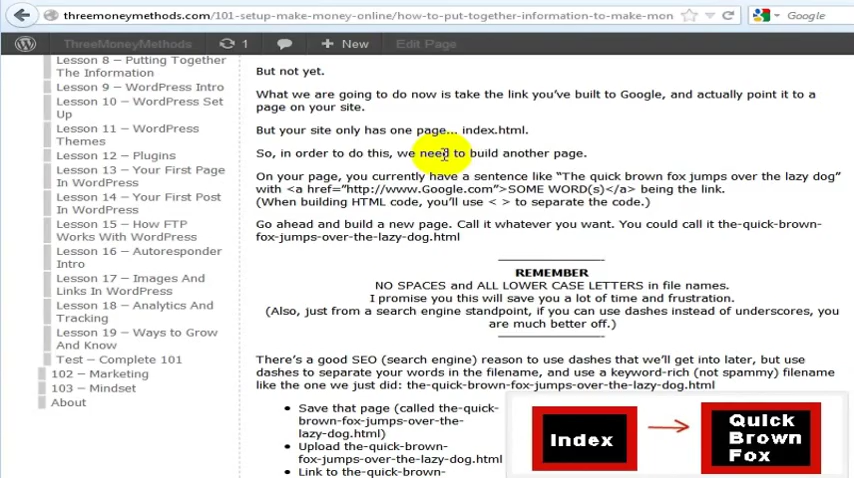 threemoneymethods.com/101-setup-make-money-online/how-to-put-together-information-to-make-mon
Google
ThreeMoneyMethods
1
New
Edit Page
Lesson 8 – Putting Together
The Information
Lesson 9 – WordPress Intro
Lesson 10 – WordPress Set
Up
Lesson 11 – WordPress
Themes
Lesson 12 – Plugins
Lesson 13 – Your First Page
In WordPress
Lesson 14 – Your First Post
In WordPress
Lesson 15 – How FTP
Works With WordPress
Lesson 16 – Autoresponder
Intro
Lesson 17 – Images And
Links In WordPress
Lesson 18 – Analytics And
Tracking
Lesson 19 – Ways to Grow
And Know
Test – Complete 101
102 – Marketing
103 – Mindset
About
But not yet.
What we are going to do now is take the link you’ve built to Google, and actually point it to a
page on your site.
But your site only has one page... index.html.
So, in order to do this, we need to build another page.
On your page, you currently have a sentence like “The quick brown fox jumps over the lazy dog”
with <a href=”http://www.Google.com”>SOME WORD(s)</a> being the link.
(When building HTML code, you’ll use < > to separate the code.)
Go ahead and build a new page. Call it whatever you want. You could call it the-quick-brown-
fox-jumps-over-the-lazy-dog.html
REMEMBER
NO SPACES and ALL LOWER CASE LETTERS in file names.
I promise you this will save you a lot of time and frustration.
(Also, just from a search engine standpoint, if you can use dashes instead of underscores, you
are much better off.)
There’s a good SEO (search engine) reason to use dashes that we’ll get into later, but use
dashes to separate your words in the filename, and use a keyword-rich (not spammy) filename
like the one we just did: the-quick-brown-fox-jumps-over-the-lazy-dog.html
Save that page (called the-quick-
brown-fox-jumps-over-the-
lazy-dog.html)
Upload the-quick-brown-
fox-jumps-over-the-lazy-dog.html
Link to the-quick-brown-
Index
Quick
Brown
Fox